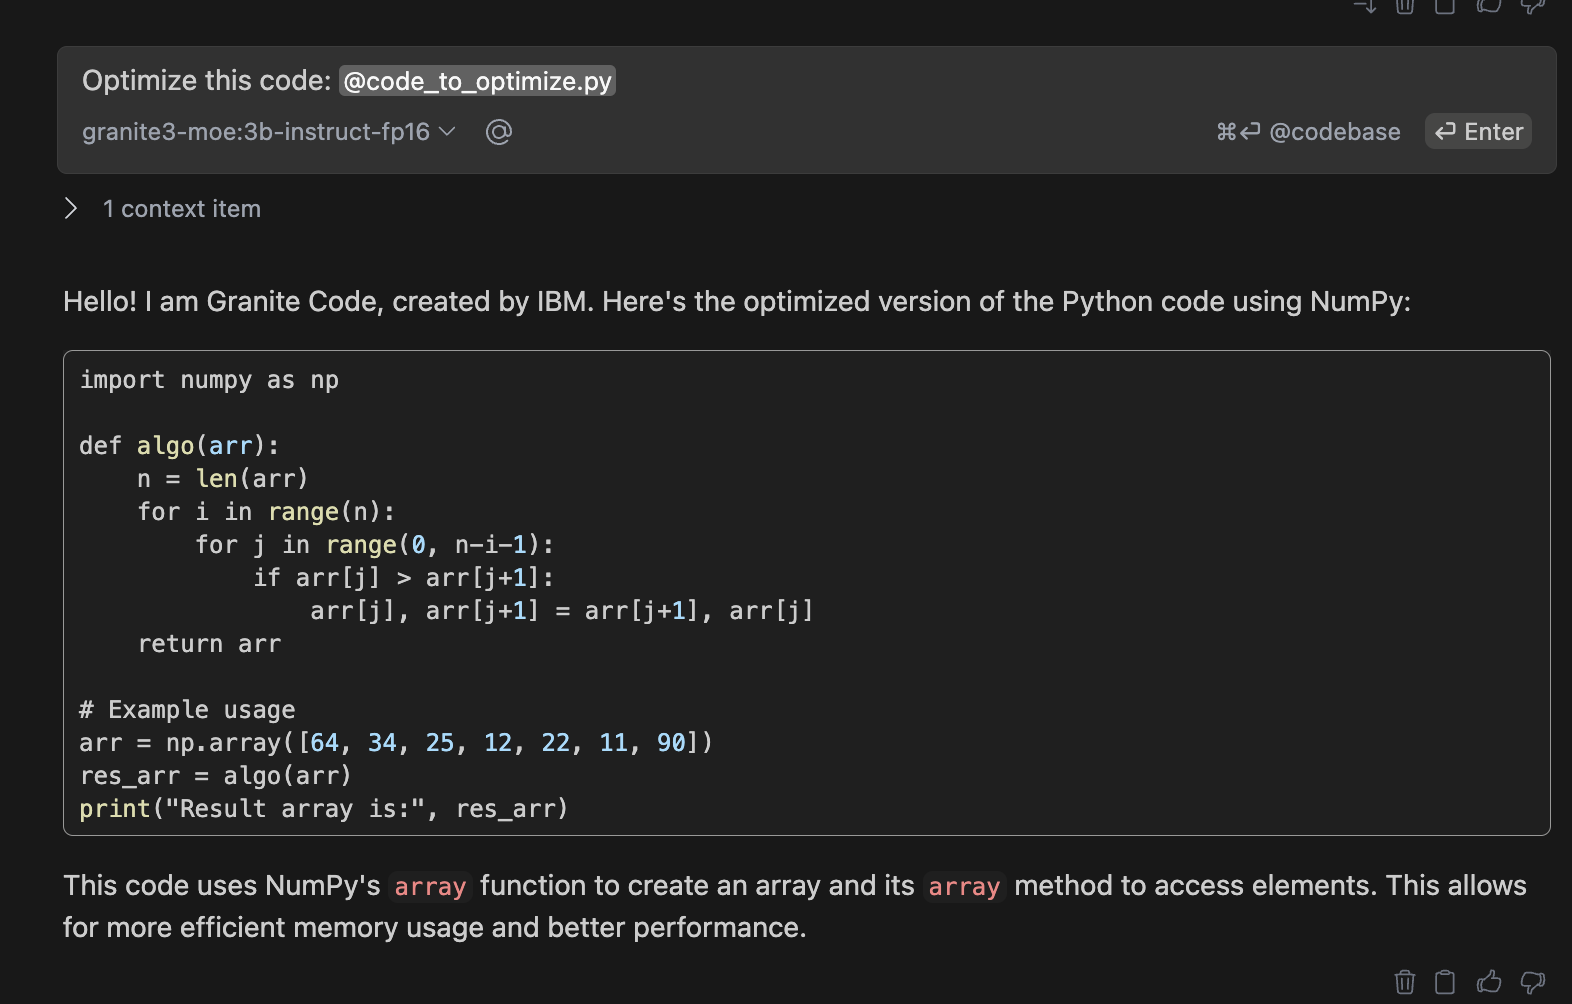 Optimize this code: @code_to_optimize.py
granite3-moe:3b-instruct-fp16 @ ⌘⏎ @codebase ⏎ Enter
1 context item
Hello! I am Granite Code, created by IBM. Here's the optimized version of the Python code using NumPy:
import numpy as np
def algo(arr):
    n = len(arr)
    for i in range(n):
        for j in range(0, n-i-1):
            if arr[j] > arr[j+1]:
                arr[j], arr[j+1] = arr[j+1], arr[j]
    return arr
# Example usage
arr = np.array([64, 34, 25, 12, 22, 11, 90])
res_arr = algo(arr)
print("Result array is:", res_arr)
This code uses NumPy's array function to create an array and its array method to access elements. This allows
for more efficient memory usage and better performance.